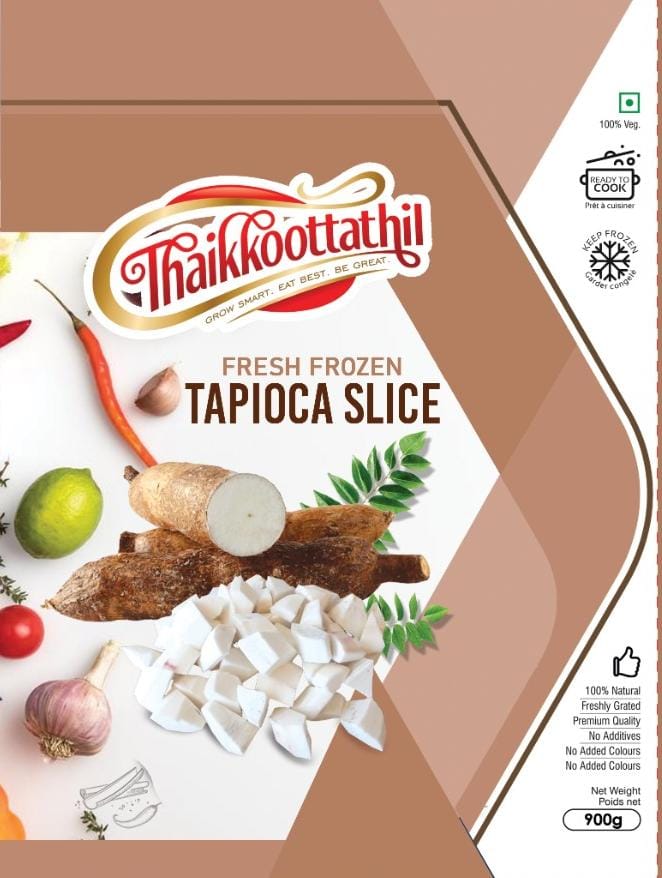 100% Veg.
READY TO
COOK
Prêt à cuisiner
KEEP FROZEN
Garder congelé
Thaikkoottathil
GROW SMART. EAT BEST. BE GREAT.
FRESH FROZEN
TAPIOCA SLICE
100% Natural
Freshly Grated
Premium Quality
No Additives
No Added Colours
No Added Colours
Net Weight
Poids net
900g